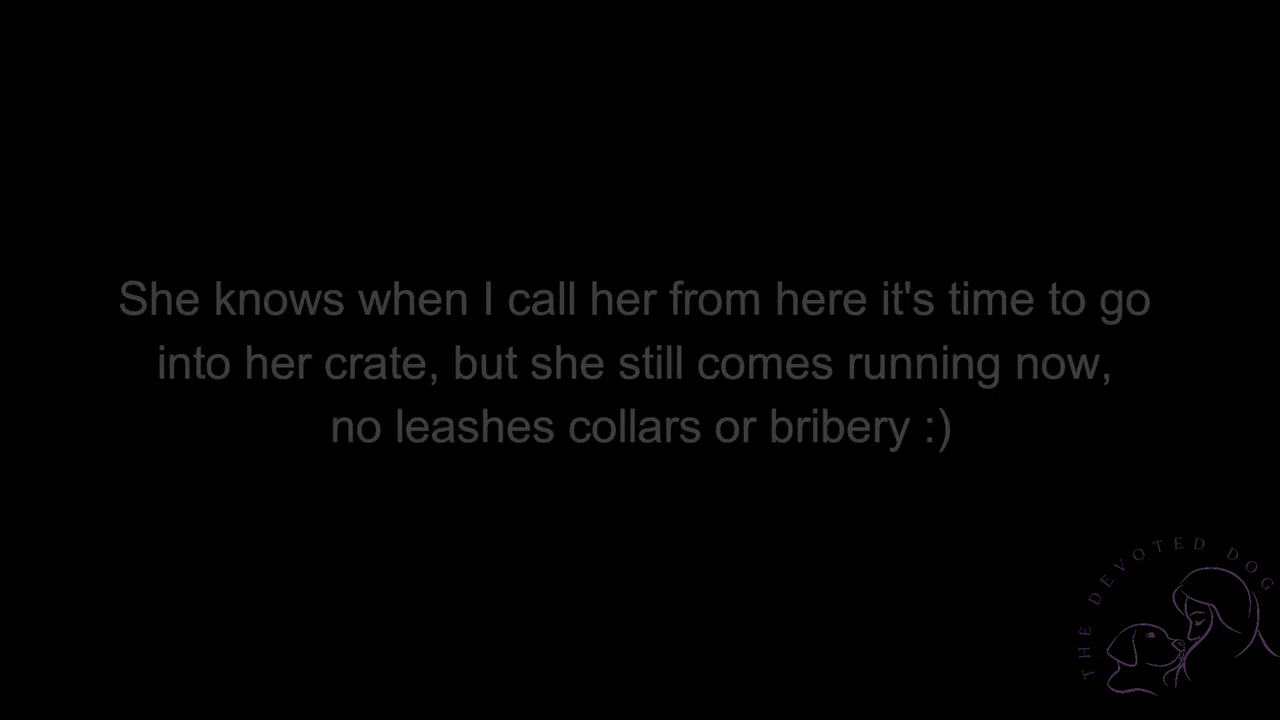 She knows when I call her from here it's time to go
into her crate, but she still comes running now,
no leashes collars or bribery :)
THE DEVOTED DOG